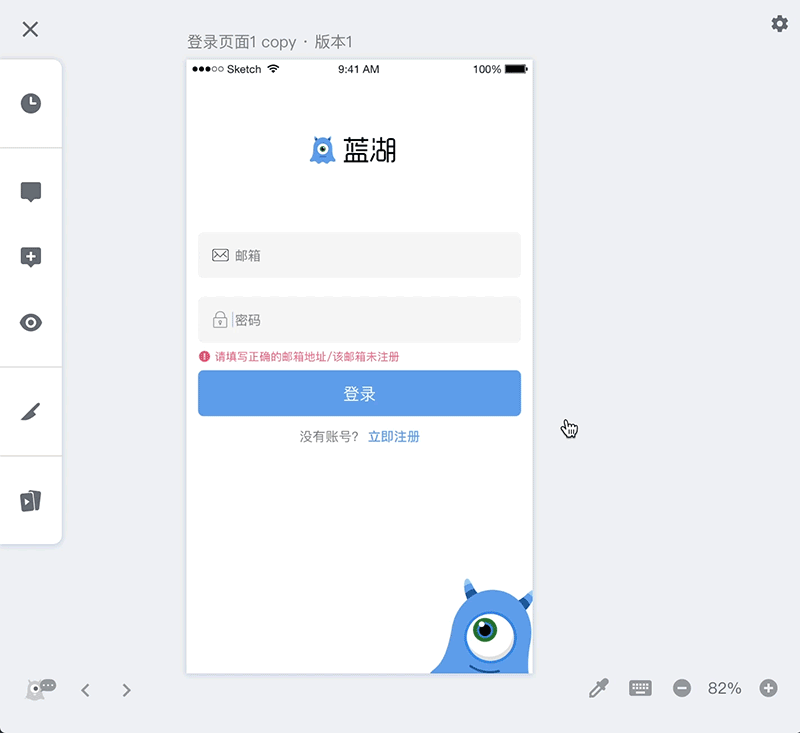 登录页面1 copy · 版本1
●●●○○ Sketch 9:41 AM 100%
蓝湖
邮箱
密码
请填写正确的邮箱地址/该邮箱未注册
登录
没有账号? 立即注册
82%